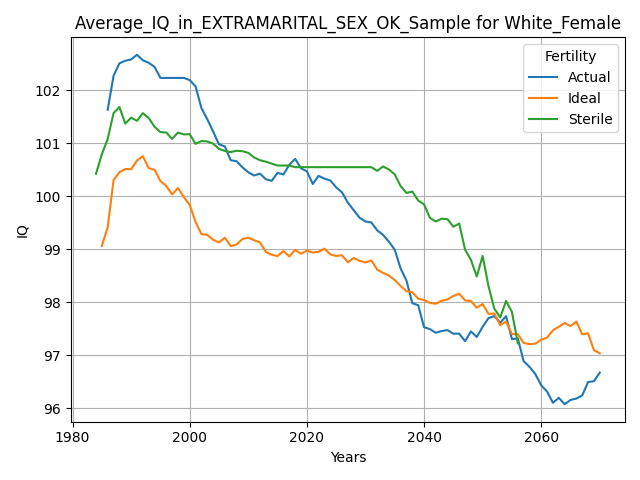 Average_IQ_in_EXTRAMARITAL_SEX_OK_Sample for White_Female
Fertility
Actual
Ideal
Sterile
IQ
102
101
100
99
98
97
96
1980
2000
2020
2040
2060
Years